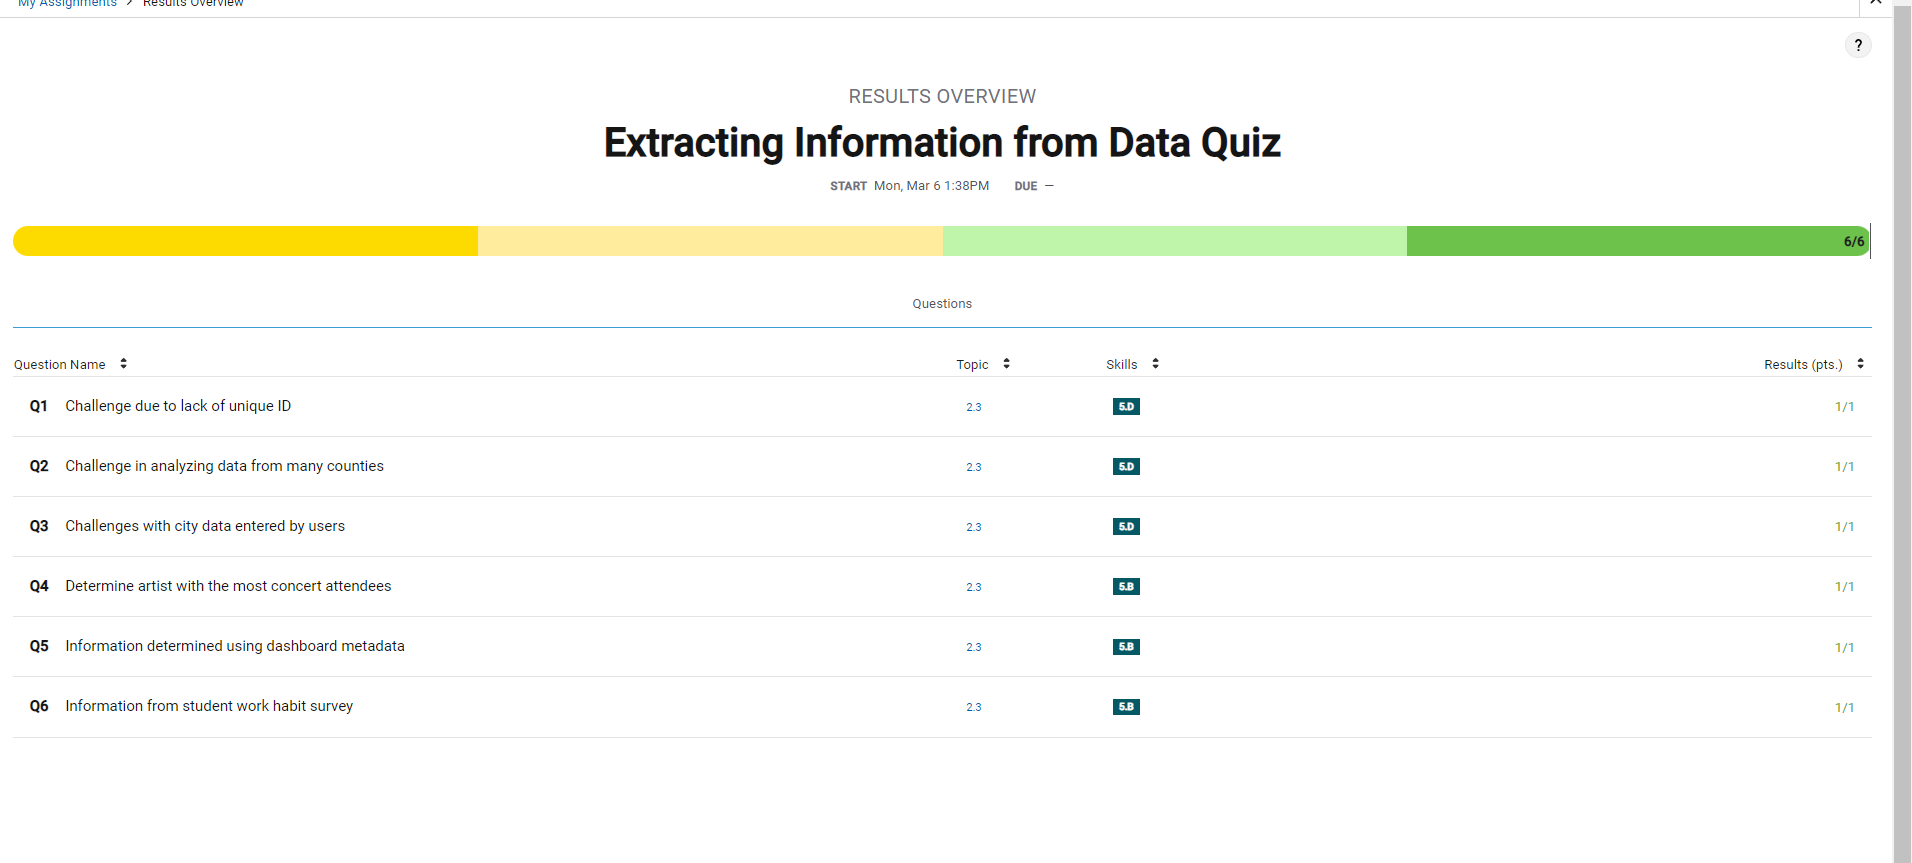 My Assignments > Results Overview
?
RESULTS OVERVIEW
Extracting Information from Data Quiz
START Mon, Mar 6 1:38PM DUE —
6/6
Questions
Question Name Topic Skills Results (pts.)
Q1 Challenge due to lack of unique ID 2.3 5.D 1/1
Q2 Challenge in analyzing data from many counties 2.3 5.D 1/1
Q3 Challenges with city data entered by users 2.3 5.D 1/1
Q4 Determine artist with the most concert attendees 2.3 5.B 1/1
Q5 Information determined using dashboard metadata 2.3 5.B 1/1
Q6 Information from student work habit survey 2.3 5.B 1/1